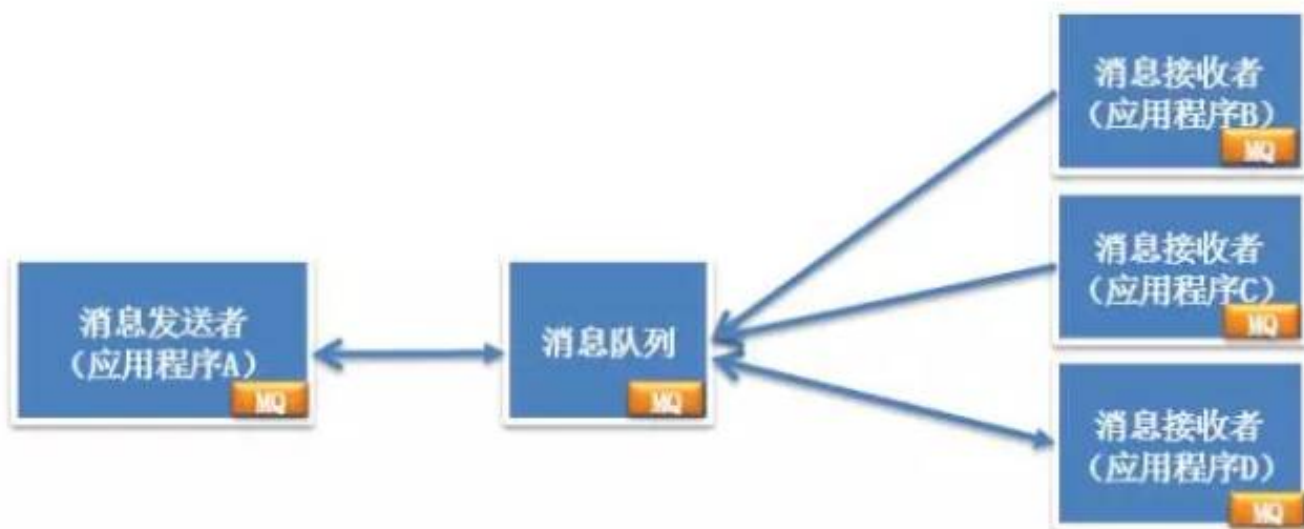 消息接收者
（应用程序B）
MQ
消息接收者
（应用程序C）
MQ
消息发送者
（应用程序A）
MQ
消息队列
MQ
消息接收者
（应用程序D）
MQ